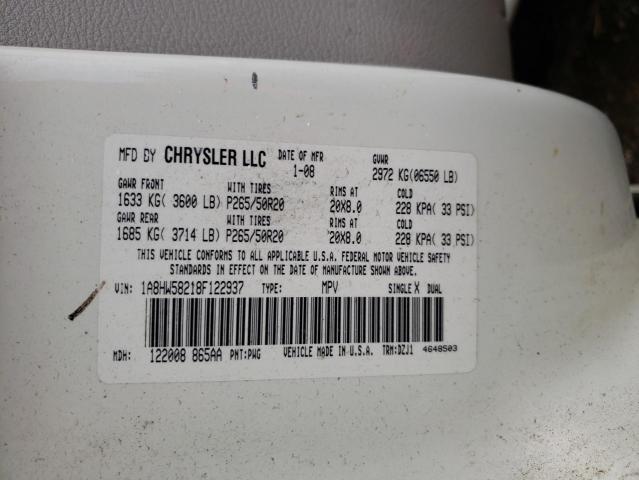 MFD BY CHRYSLER LLC DATE OF MFR GVWR
1-08 2972 KG(06550 LB)
GAWR FRONT WITH TIRES RIMS AT COLD
1633 KG( 3600 LB) P265/50R20 20X8.0 228 KPA( 33 PSI)
GAWR REAR WITH TIRES RIMS AT COLD
1685 KG( 3714 LB) P265/50R20 20X8.0 228 KPA( 33 PSI)
THIS VEHICLE CONFORMS TO ALL APPLICABLE U.S.A. FEDERAL MOTOR VEHICLE SAFETY
STANDARDS IN EFFECT ON THE DATE OF MANUFACTURE SHOWN ABOVE.
VIN: 1A8HW58218F122937 TYPE: MPV SINGLE X DUAL
MDH: 122008 865AA PNT:PWG VEHICLE MADE IN U.S.A. TRM:DZJ1 4648503